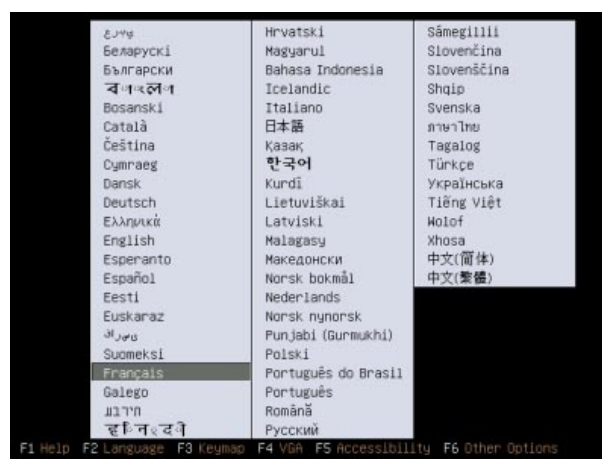 Беларускі
Български
Bosanski
Català
Čeština
Cymraeg
Dansk
Deutsch
Ελληνικά
English
Esperanto
Español
Eesti
Euskaraz
Suomeksi
Français
Galego
Hrvatski
Magyarul
Bahasa Indonesia
Icelandic
Italiano
日本語
Қазақ
한국어
Kurdî
Lietuviškai
Latviski
Malagasy
Македонски
Norsk bokmål
Nederlands
Norsk nynorsk
Punjabi (Gurmukhi)
Polski
Português do Brasil
Português
Română
Русский
Sámegillii
Slovenčina
Slovenščina
Shqip
Svenska
ภาษาไทย
Tagalog
Türkçe
Українська
Tiếng Việt
Wolof
Xhosa
中文(简体)
中文(繁體)
F1 Help F2 Language F3 Keymap F4 VGA F5 Accessibility F6 Other Options